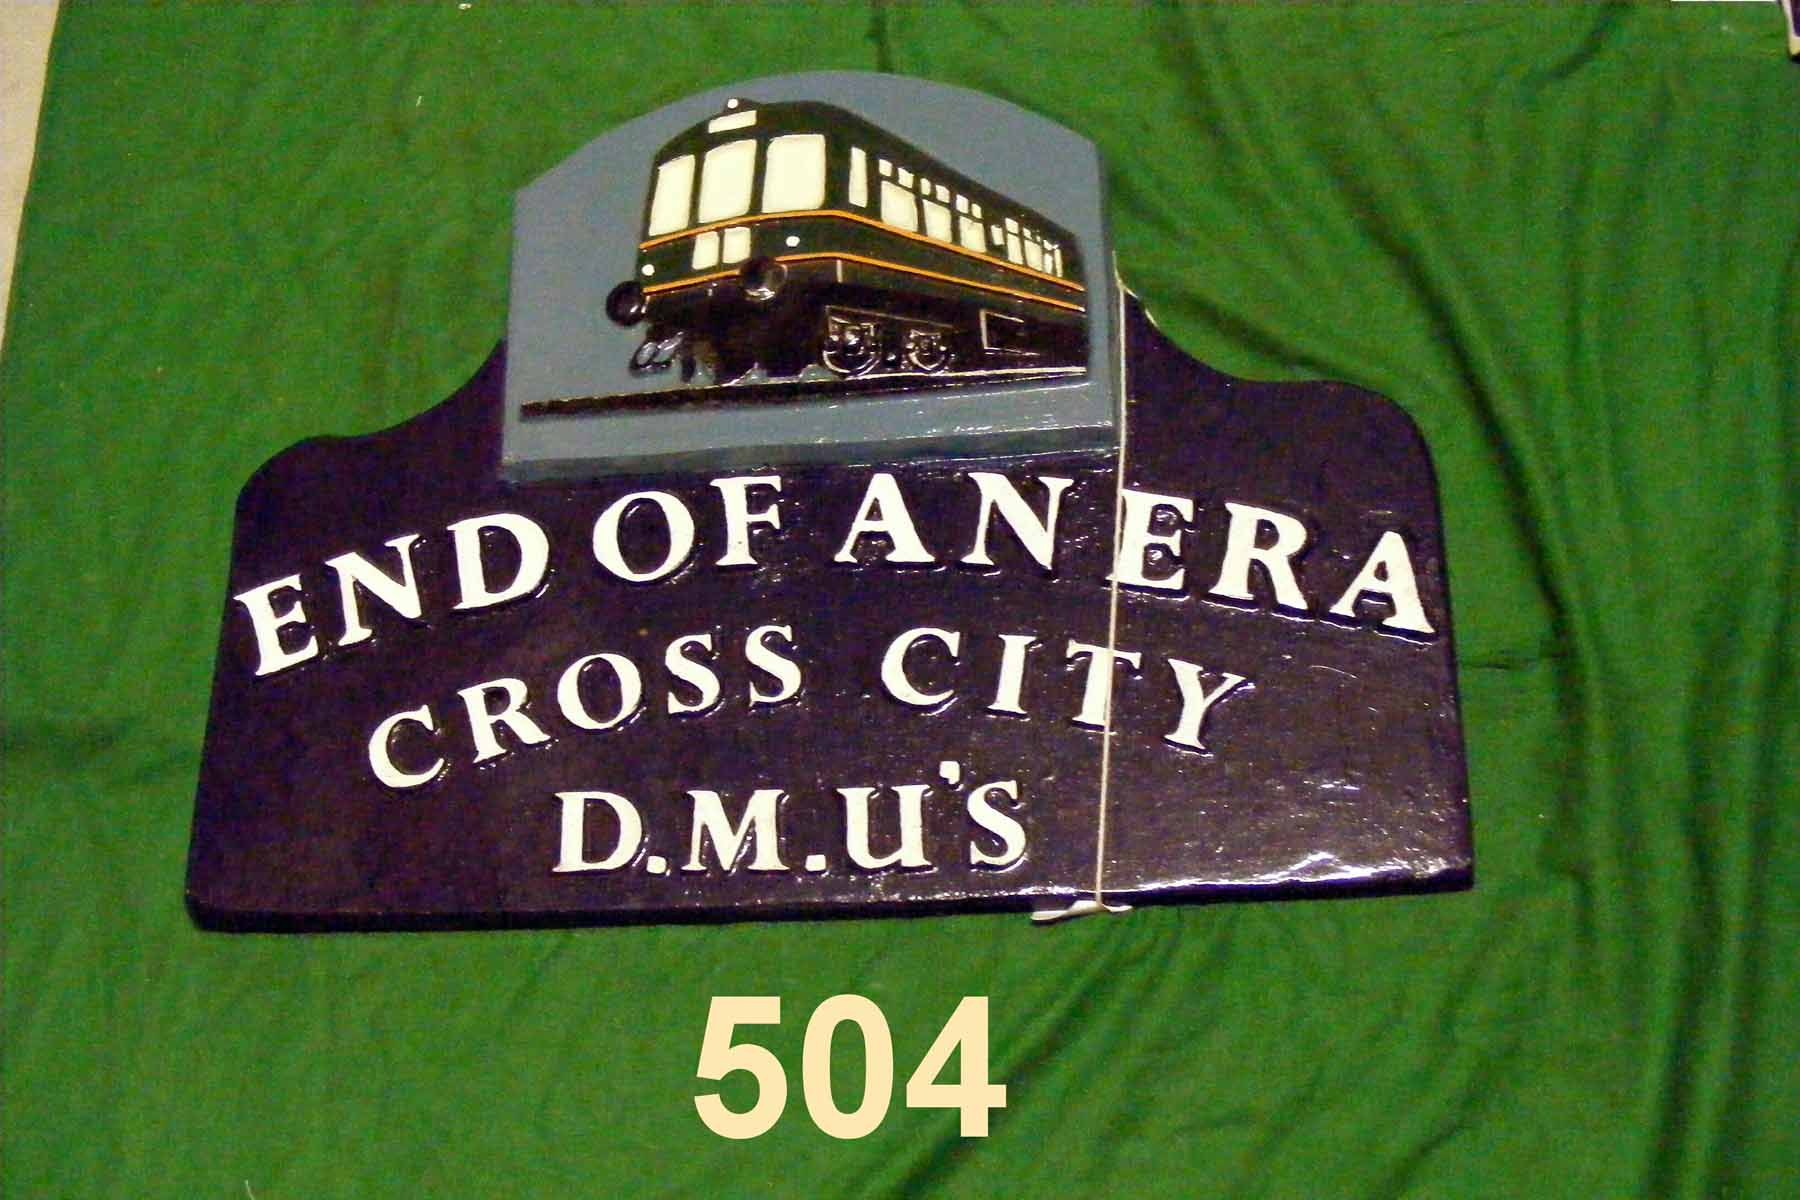 END OF AN ERA
CROSS CITY
D.M.U'S
504